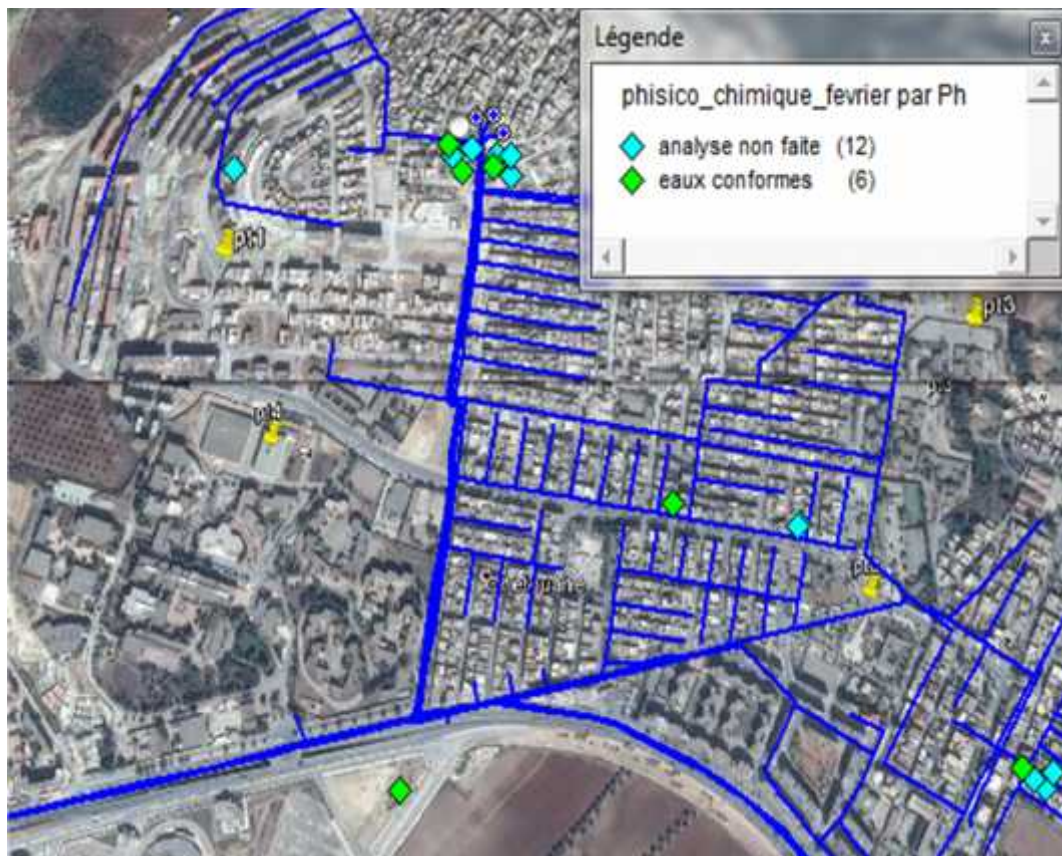 Légende
phisico_chimique_fevrier par Ph
analyse non faite (12)
eaux conformes (6)
pt1
pt3
pt4